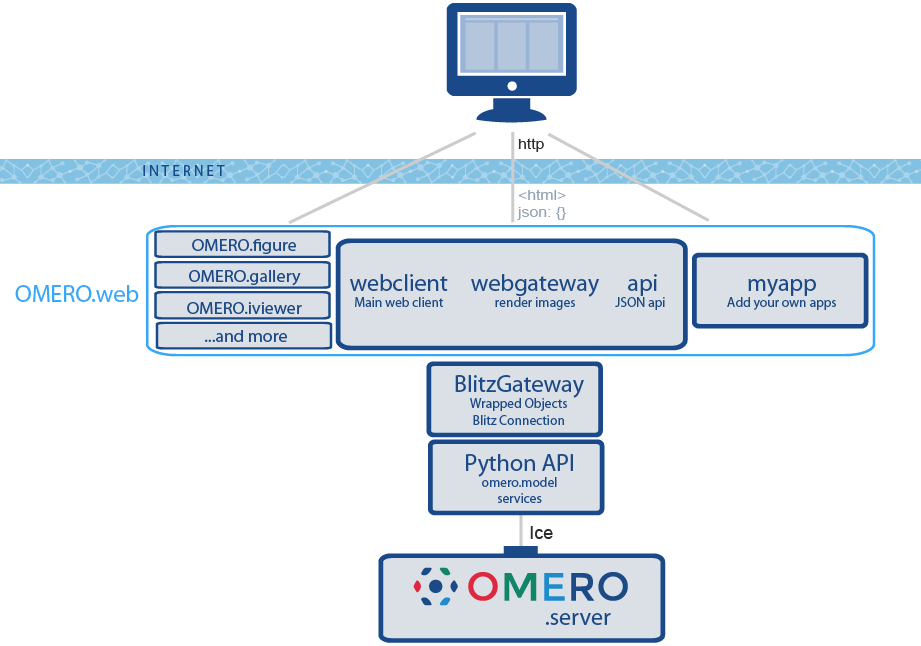 http
INTERNET
<html>
json: {}
OMERO.web
OMERO.figure
OMERO.gallery
OMERO.iviewer
...and more
webclient
Main web client
webgateway
render images
api
JSON api
myapp
Add your own apps
BlitzGateway
Wrapped Objects
Blitz Connection
Python API
omero.model
services
Ice
OMERO
.server